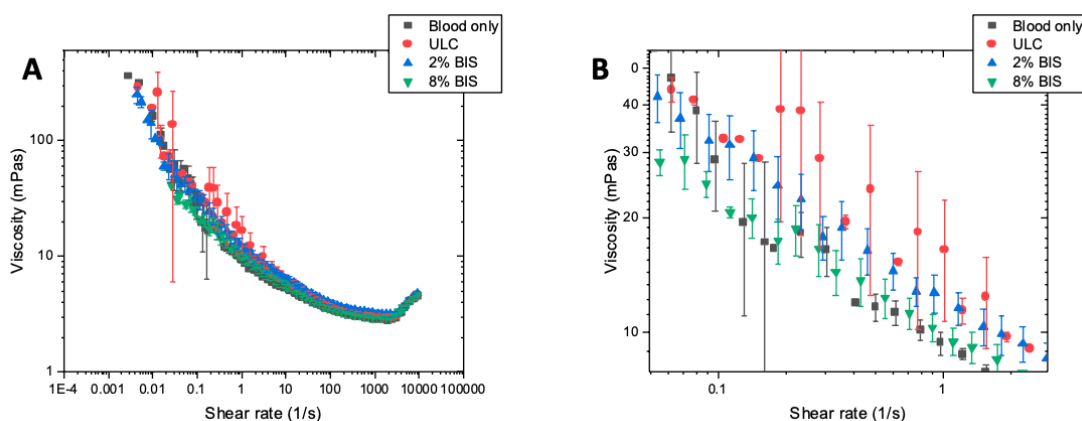 A
Blood only
ULC
2% BIS
8% BIS
Viscosity (mPas)
100
10
1
1E-4 0.001 0.01 0.1 1 10 100 1000 10000 100000
Shear rate (1/s)
B
Blood only
ULC
2% BIS
8% BIS
Viscosity (mPas)
0
40
30
20
10
0.1 1
Shear rate (1/s)